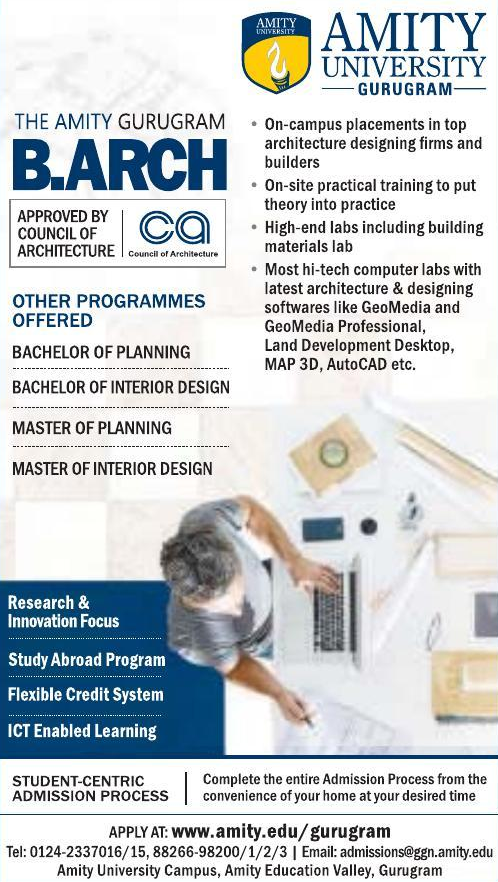 AMITY
UNIVERSITY
AMITY
UNIVERSITY
GURUGRAM
THE AMITY GURUGRAM
B.ARCH
APPROVED BY
COUNCIL OF
ARCHITECTURE
ca
Council of Architecture
• On-campus placements in top
architecture designing firms and
builders
• On-site practical training to put
theory into practice
• High-end labs including building
materials lab
• Most hi-tech computer labs with
latest architecture & designing
softwares like GeoMedia and
GeoMedia Professional,
Land Development Desktop,
MAP 3D, AutoCAD etc.
OTHER PROGRAMMES
OFFERED
BACHELOR OF PLANNING
BACHELOR OF INTERIOR DESIGN
MASTER OF PLANNING
MASTER OF INTERIOR DESIGN
Research &
Innovation Focus
Study Abroad Program
Flexible Credit System
ICT Enabled Learning
STUDENT-CENTRIC
ADMISSION PROCESS
Complete the entire Admission Process from the
convenience of your home at your desired time
APPLY AT: www.amity.edu/gurugram
Tel: 0124-2337016/15, 88266-98200/1/2/3 | Email: admissions@ggn.amity.edu
Amity University Campus, Amity Education Valley, Gurugram